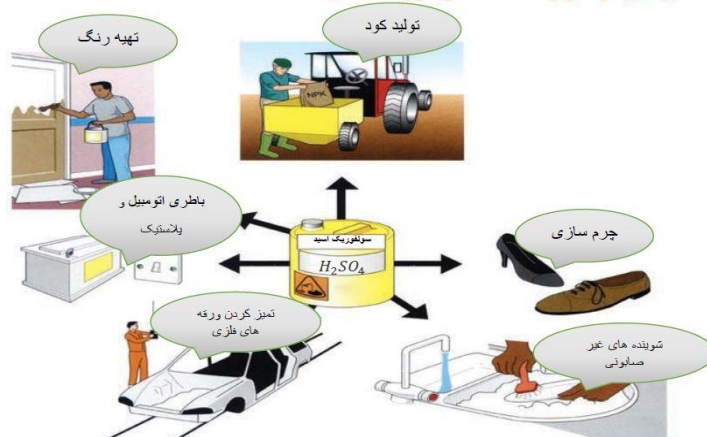 تولید کود
تهیه رنگ
NPK
باطری اتومبیل و
پلاستیک
سولفوریک اسید
H₂SO₄
چرم سازی
تمیز کردن ورقه
های فلزی
شوینده های غیر
صابونی